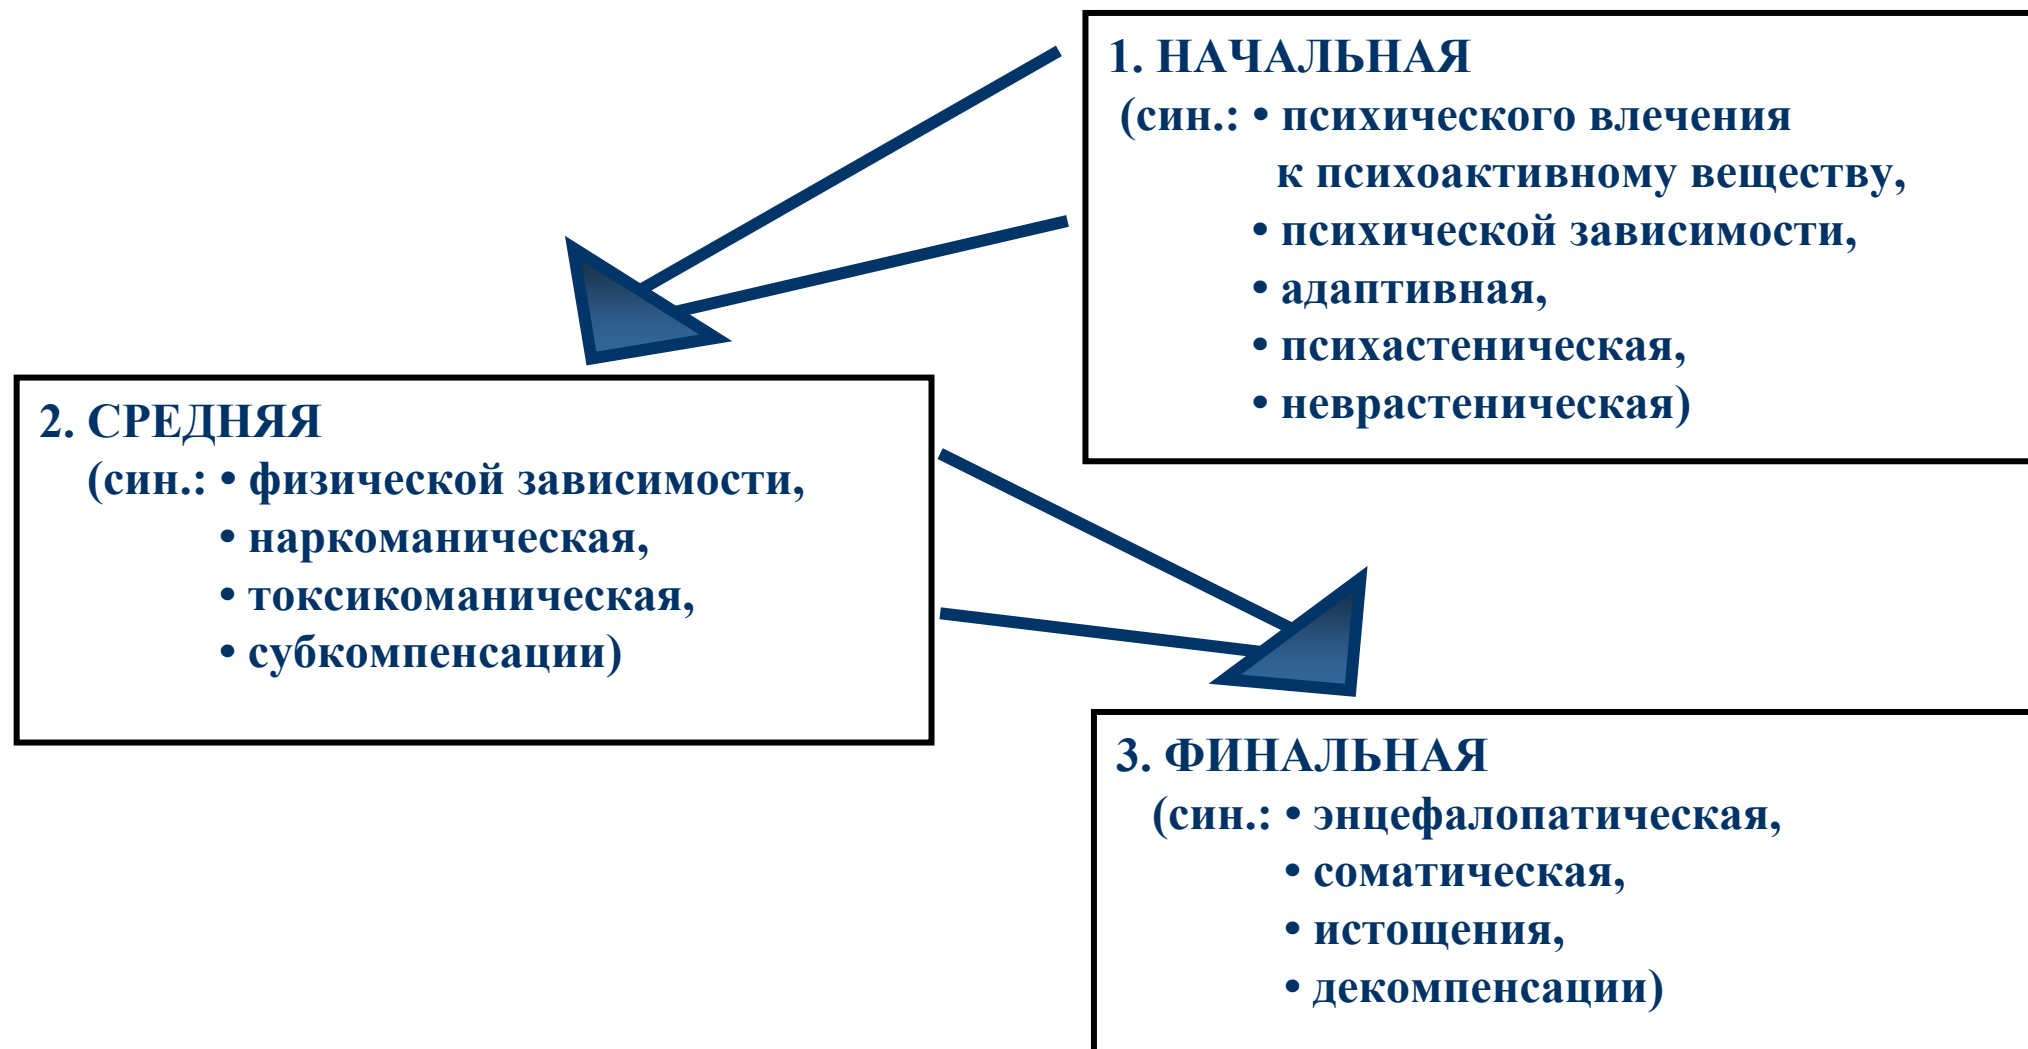 1. НАЧАЛЬНАЯ
(син.: • психического влечения
к психоактивному веществу,
• психической зависимости,
• адаптивная,
• психастеническая,
• неврастеническая)
2. СРЕДНЯЯ
(син.: • физической зависимости,
• наркоманическая,
• токсикоманическая,
• субкомпенсации)
3. ФИНАЛЬНАЯ
(син.: • энцефалопатическая,
• соматическая,
• истощения,
• декомпенсации)